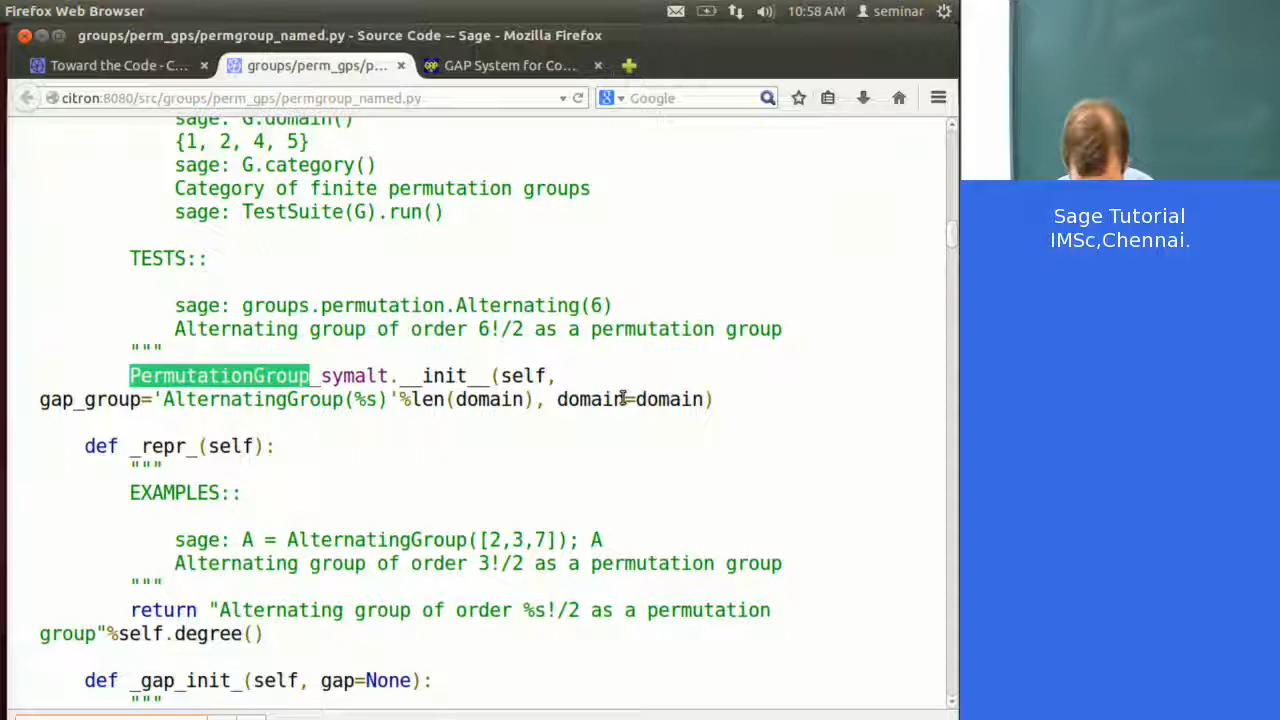 Firefox Web Browser
10:58 AM
seminar
groups/perm_gps/permgroup_named.py - Source Code -- Sage - Mozilla Firefox
Toward the Code - C...
groups/perm_gps/p...
GAP System for Co...
citron:8080/src/groups/perm_gps/permgroup_named.py
Google
sage: G.domain()
{1, 2, 4, 5}
sage: G.category()
Category of finite permutation groups
sage: TestSuite(G).run()
TESTS::
sage: groups.permutation.Alternating(6)
Alternating group of order 6!/2 as a permutation group
"""
PermutationGroup_symalt.__init__(self,
gap_group='AlternatingGroup(%s)'%len(domain), domain=domain)
def _repr_(self):
"""
EXAMPLES::
sage: A = AlternatingGroup([2,3,7]); A
Alternating group of order 3!/2 as a permutation group
"""
return "Alternating group of order %s!/2 as a permutation
group"%self.degree()
def _gap_init_(self, gap=None):
"""
Sage Tutorial
IMSc,Chennai.